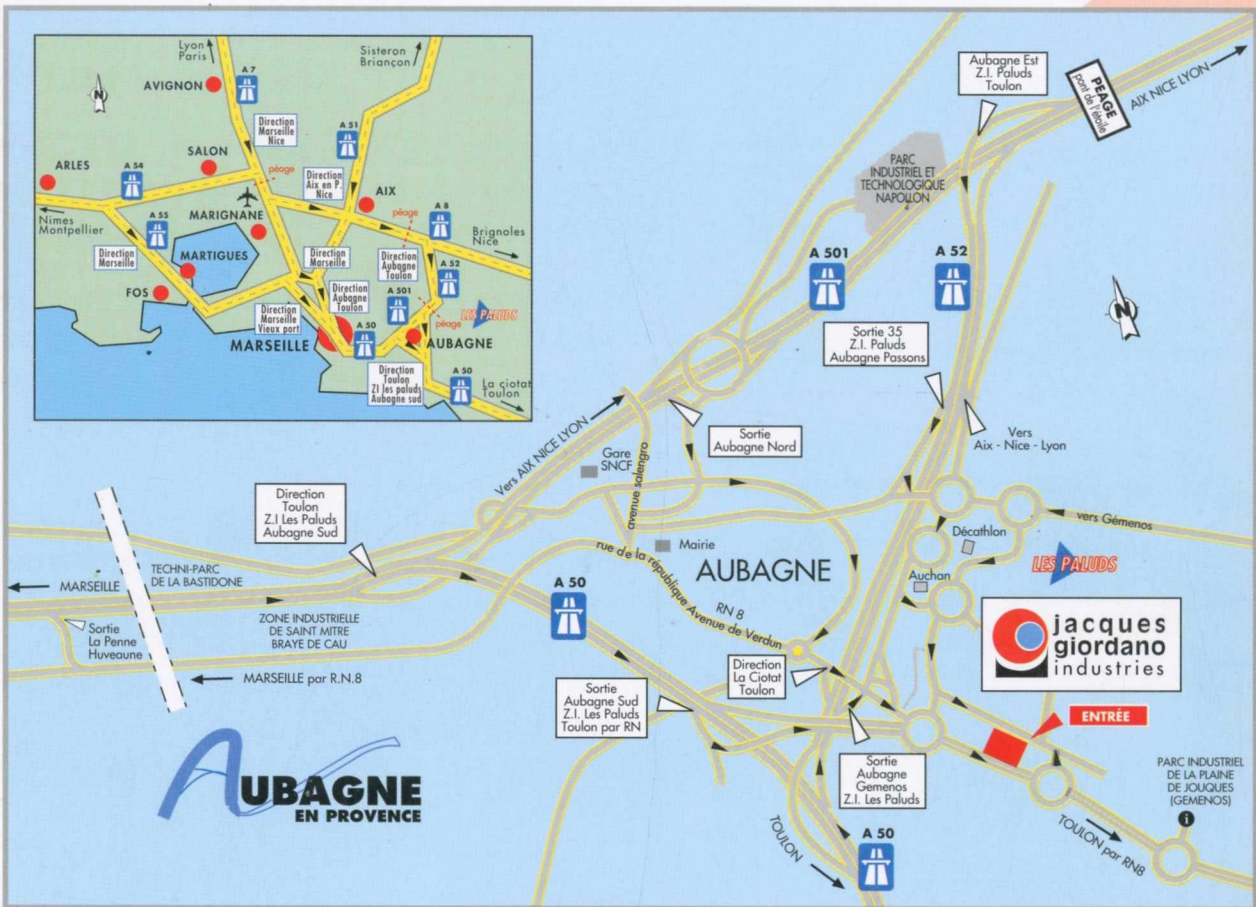 Lyon
Paris
Sisteron
Briançon
N
AVIGNON
A 7
Direction
Marseille
Nice
A 51
ARLES
A 54
SALON
péage
Direction
Aix en P.
Nice
AIX
A 8
Nimes
Montpellier
A 55
MARIGNANE
Brignoles
Nice
Direction
Marseille
MARTIGUES
Direction
Marseille
péage
Direction
Aubagne
Toulon
A 52
FOS
Direction
Aubagne
Toulon
A 501
péage
LES PALUDS
Direction
Marseille
Vieux port
MARSEILLE
A 50
AUBAGNE
Direction
Toulon
ZI les paluds
Aubagne sud
A 50
La ciotat
Toulon
Aubagne Est
Z.I. Paluds
Toulon
PEAGE
pont de l'étoile
AIX NICE LYON
PARC
INDUSTRIEL ET
TECHNOLOGIQUE
NAPOLLON
A 501
A 52
N
Sortie 35
Z.I. Paluds
Aubagne Passons
Vers AIX NICE LYON
Gare
SNCF
avenue salengro
Sortie
Aubagne Nord
Vers
Aix - Nice - Lyon
Direction
Toulon
Z.I Les Paluds
Aubagne Sud
vers Gémenos
Mairie
rue de la république Avenue de Verdun
RN 8
AUBAGNE
Décathlon
Auchan
LES PALUDS
MARSEILLE
TECHNI-PARC
DE LA BASTIDONE
A 50
ZONE INDUSTRIELLE
DE SAINT MITRE
BRAYE DE CAU
Sortie
La Penne
Huveaune
MARSEILLE par R.N.8
jacques
giordano
industries
Direction
La Ciotat
Toulon
Sortie
Aubagne Sud
Z.I. Les Paluds
Toulon par RN
ENTRÉE
Sortie
Aubagne
Gemenos
Z.I. Les Paluds
PARC INDUSTRIEL
DE LA PLAINE
DE JOUQUES
(GEMENOS)
i
AUBAGNE
EN PROVENCE
TOULON
A 50
TOULON par RN8